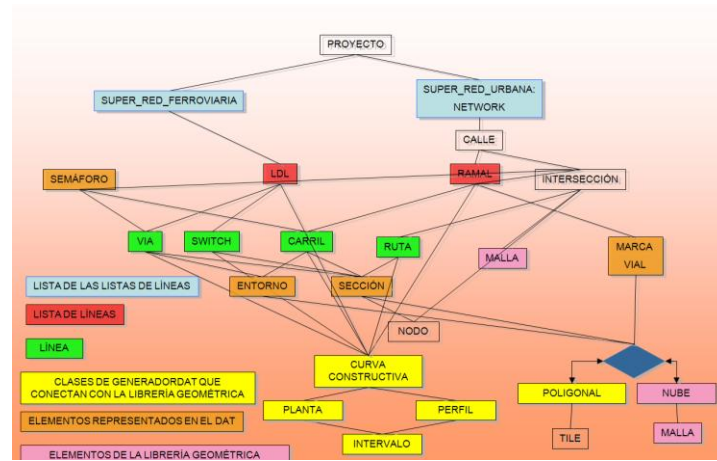 PROYECTO
SUPER_RED_FERROVIARIA
SUPER_RED_URBANA:
NETWORK
CALLE
SEMÁFORO
LDL
RAMAL
INTERSECCIÓN
VIA
SWITCH
CARRIL
RUTA
MALLA
MARCA
VIAL
LISTA DE LAS LISTAS DE LÍNEAS
ENTORNO
SECCIÓN
LISTA DE LÍNEAS
NODO
LÍNEA
CURVA
CONSTRUCTIVA
CLASES DE GENERADORDAT QUE
CONECTAN CON LA LIBRERÍA GEOMÉTRICA
POLIGONAL
NUBE
PLANTA
PERFIL
ELEMENTOS REPRESENTADOS EN EL DAT
TILE
MALLA
INTERVALO
ELEMENTOS DE LA LIBRERÍA GEOMÉTRICA